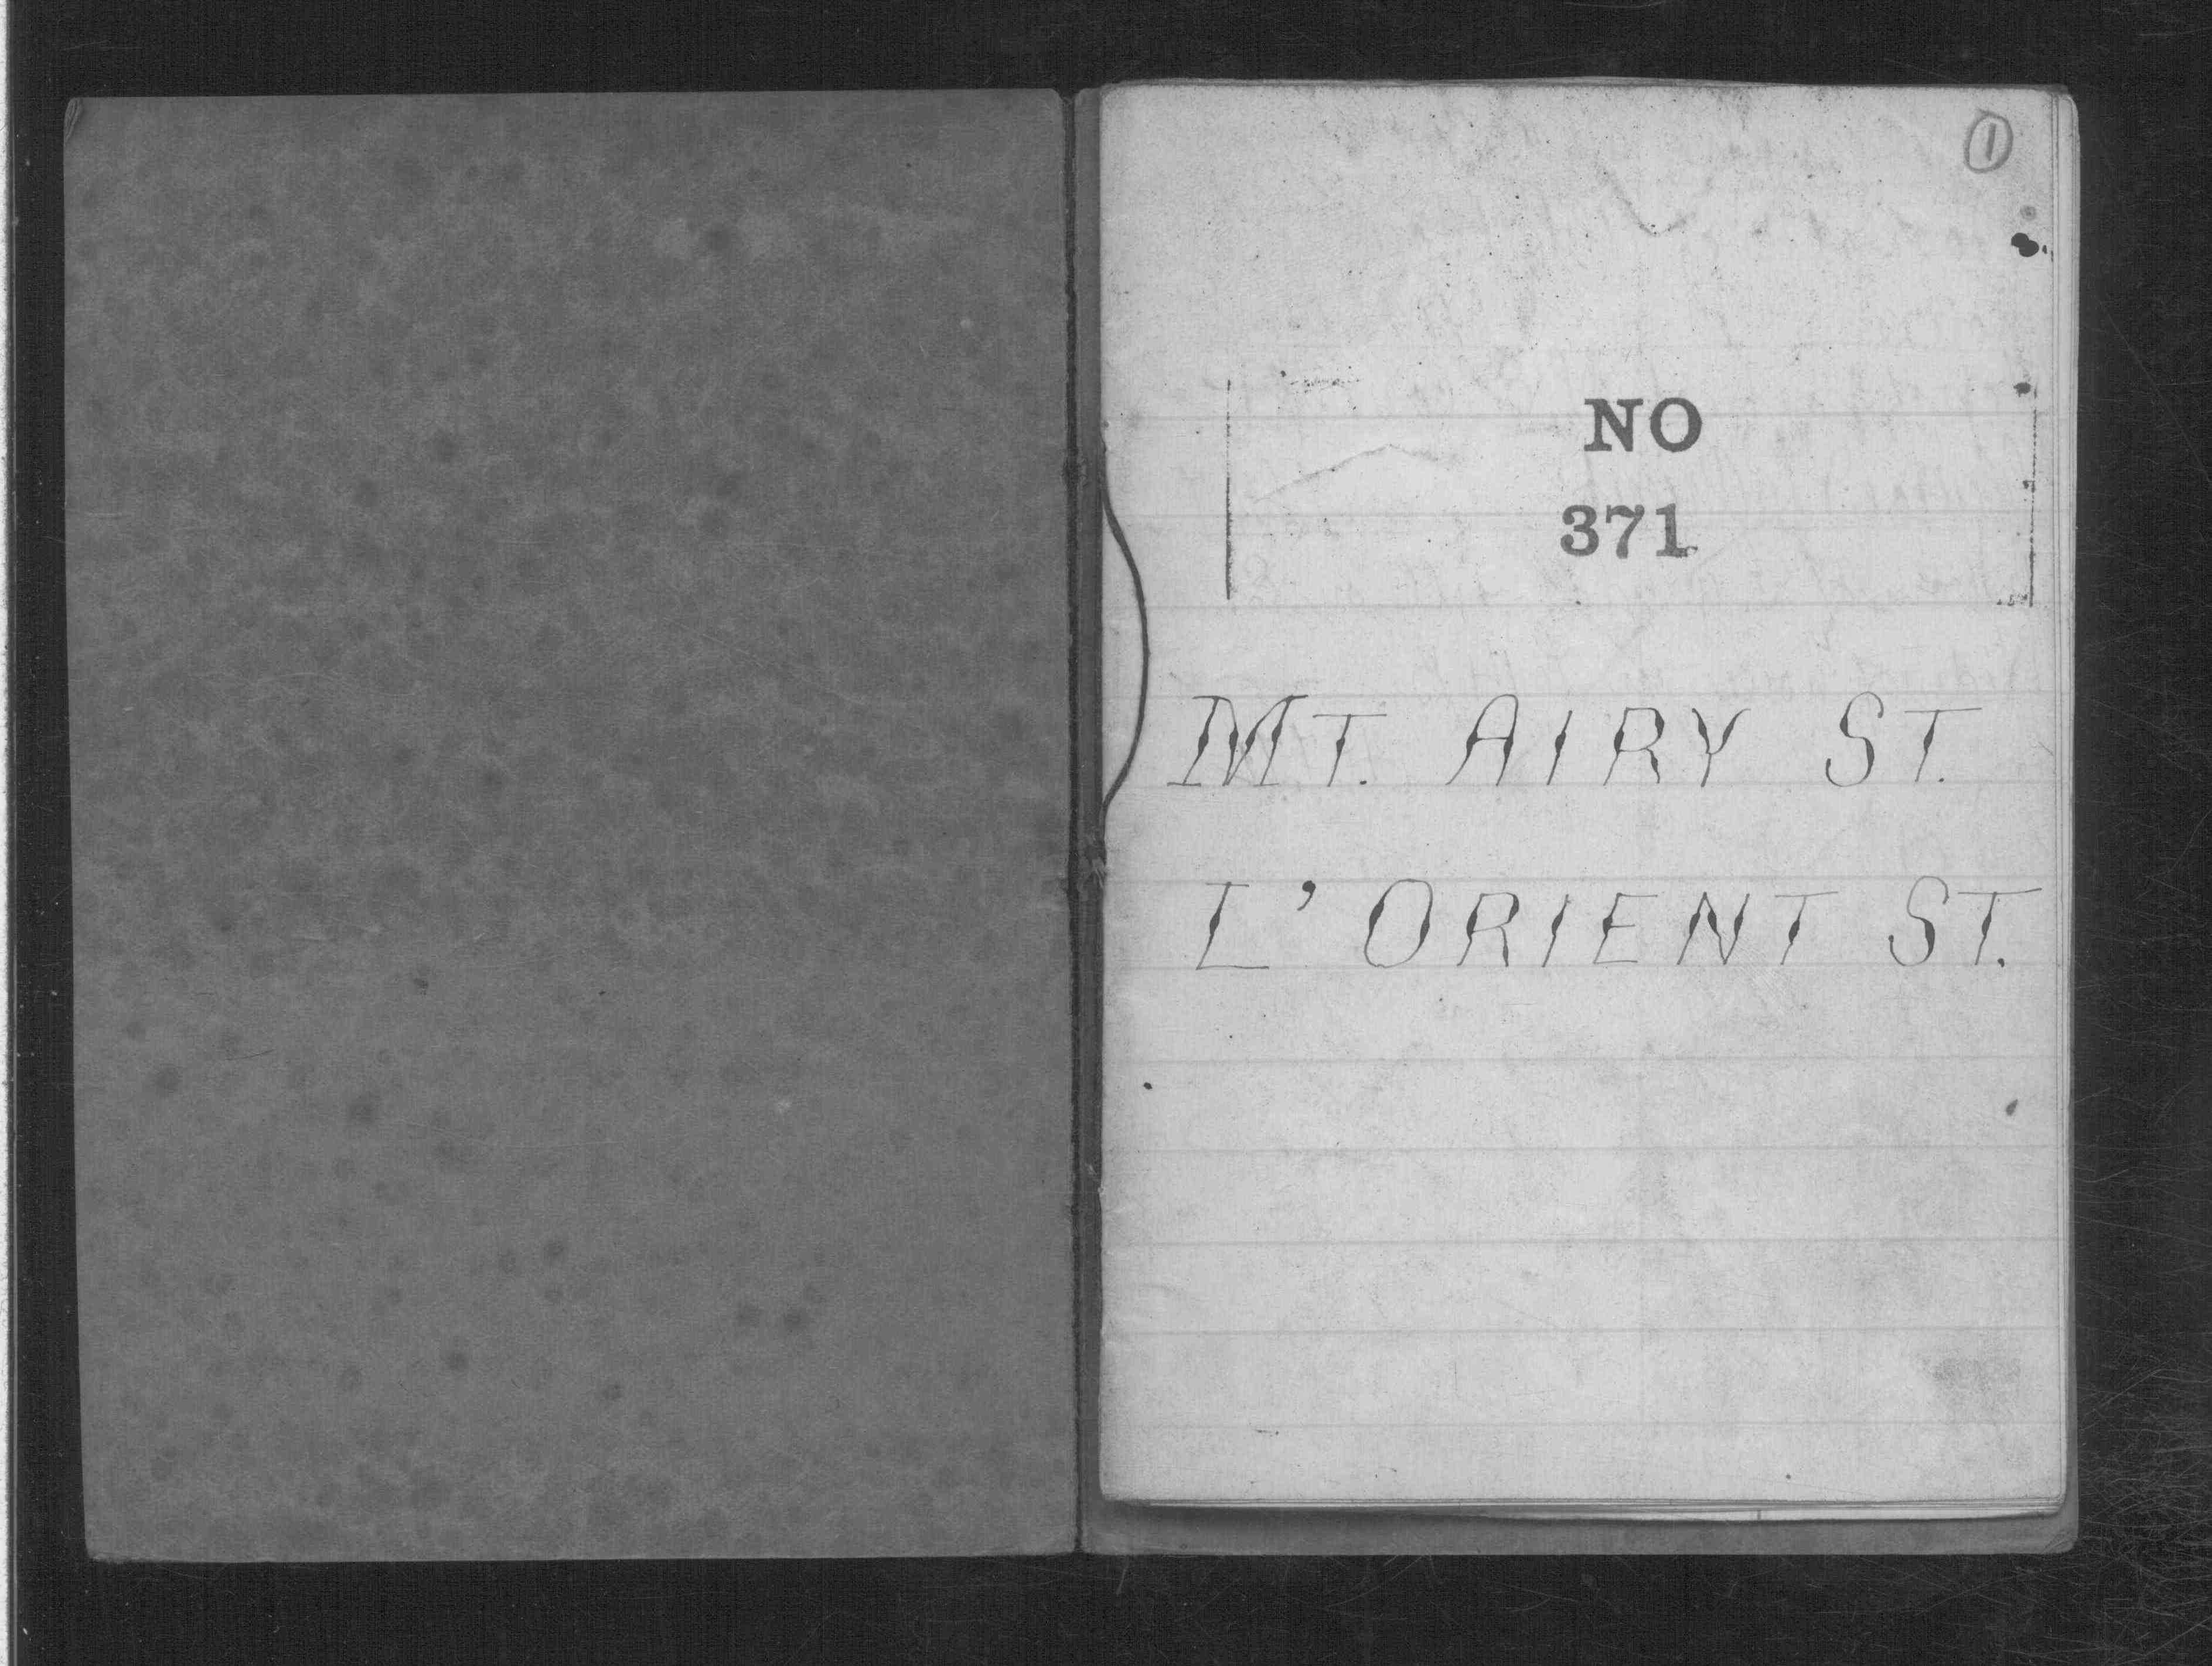 1
NO
371
MT. AIRY ST.
L'ORIENT ST.